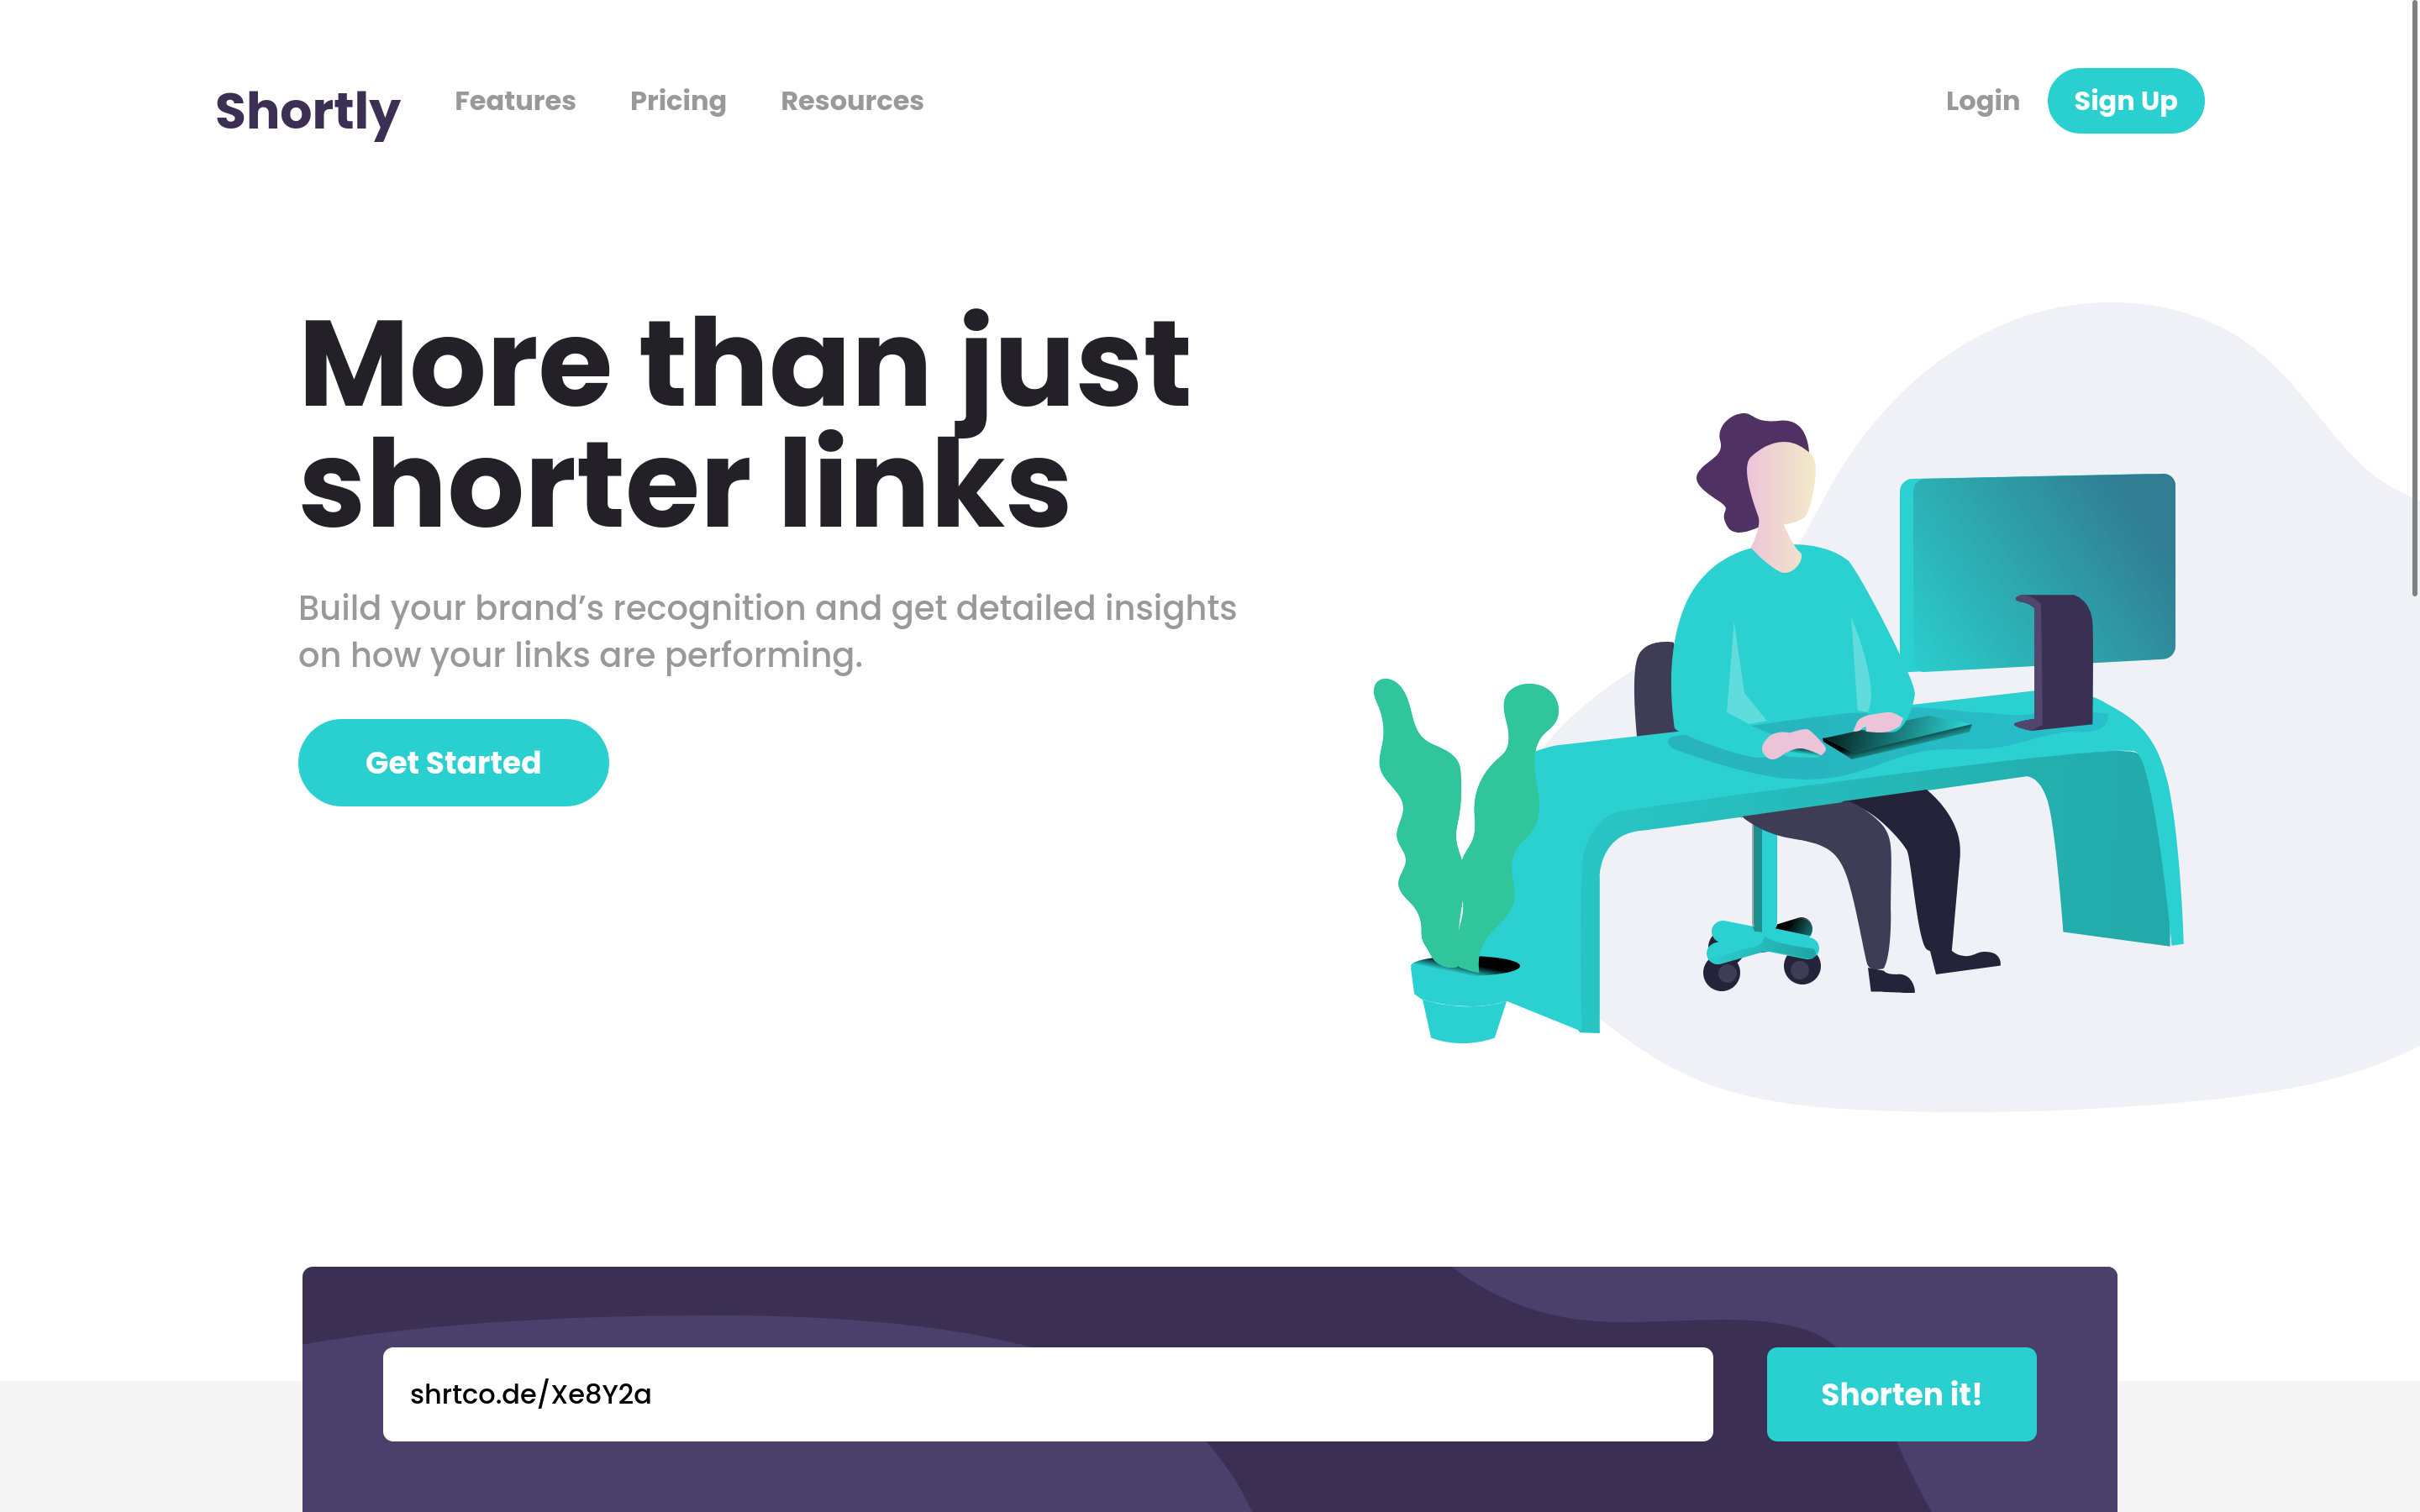 Shortly
Features
Pricing
Resources
Login
Sign Up
More than just
shorter links
Build your brand’s recognition and get detailed insights
on how your links are performing.
Get Started
shrtco.de/Xe8Y2a
Shorten it!